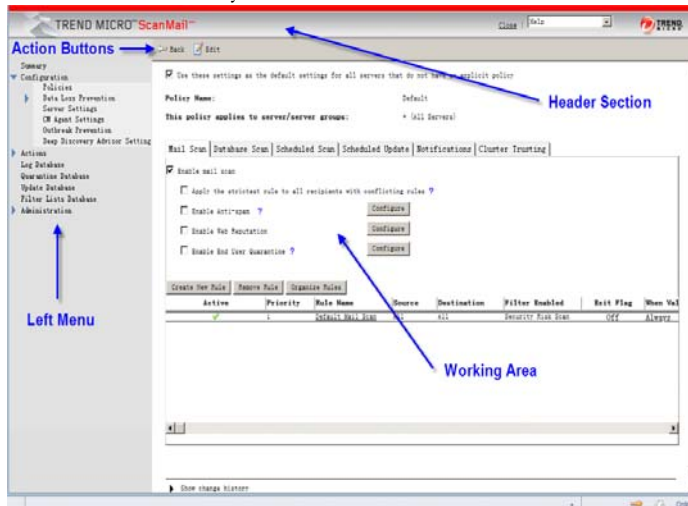 TREND MICRO™ ScanMail™
Close | Help
TREND
Action Buttons
Back Edit
Summary
Configuration
Policies
Data Loss Prevention
Server Settings
CM Agent Settings
Outbreak Prevention
Deep Discovery Advisor Setting
Actions
Log Database
Quarantine Database
Update Database
Filter Lists Database
Administration
Left Menu
Use these settings as the default settings for all servers that do not have an explicit policy
Header Section
Policy Name: Default
This policy applies to server/server groups: * (All Servers)
Mail Scan Database Scan Scheduled Scan Scheduled Update Notifications Cluster Trusting
Enable mail scan
Apply the strictest rule to all recipients with conflicting rules ?
Enable Anti-spam ? Configure
Enable Web Reputation Configure
Enable End User Quarantine ? Configure
Create New Rule Remove Rule Organize Rules
Active Priority Rule Name Source Destination Filter Enabled Exit Flag When Val
1 Default Mail Scan All All Security Risk Scan Off Always
Working Area
Show change history